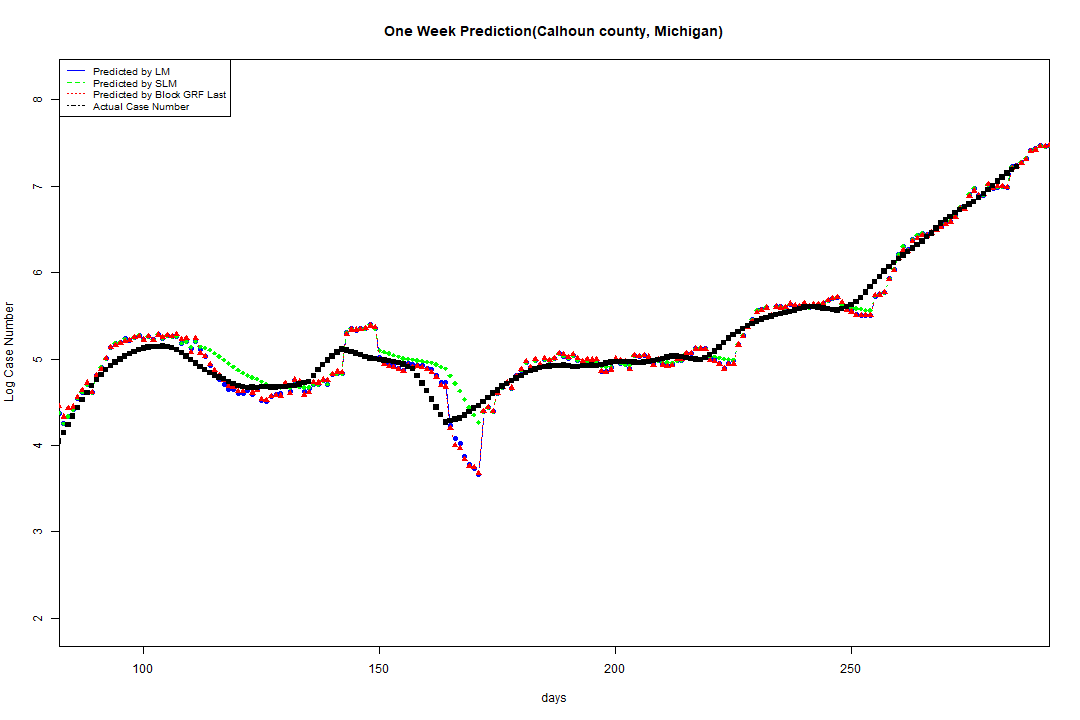 One Week Prediction(Calhoun county, Michigan)
Predicted by LM
Predicted by SLM
Predicted by Block GRF Last
Actual Case Number
8
7
6
5
4
3
2
Log Case Number
100 150 200 250
days